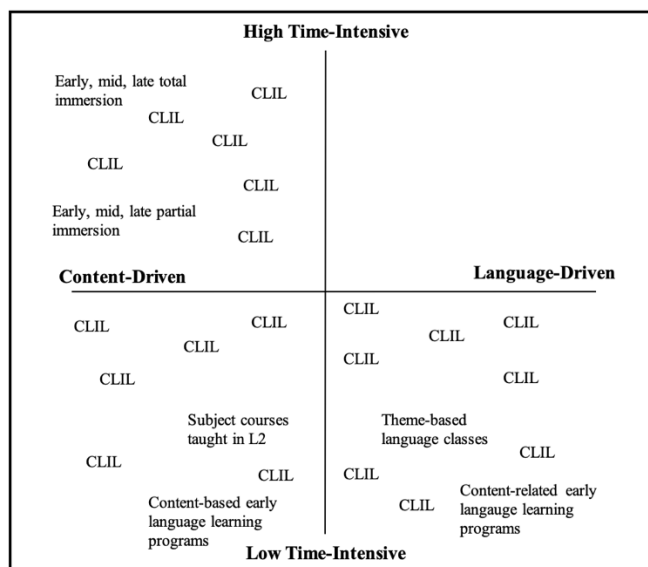 High Time-Intensive
Early, mid, late total
immersion
CLIL
CLIL
CLIL
CLIL
CLIL
Early, mid, late partial
immersion
CLIL
Content-Driven
Language-Driven
CLIL
CLIL
CLIL
CLIL
CLIL
CLIL
CLIL
CLIL
CLIL
CLIL
Subject courses
taught in L2
Theme-based
language classes
CLIL
CLIL
CLIL
CLIL
Content-based early
language learning
programs
CLIL
Content-related early
langauge learning
programs
Low Time-Intensive